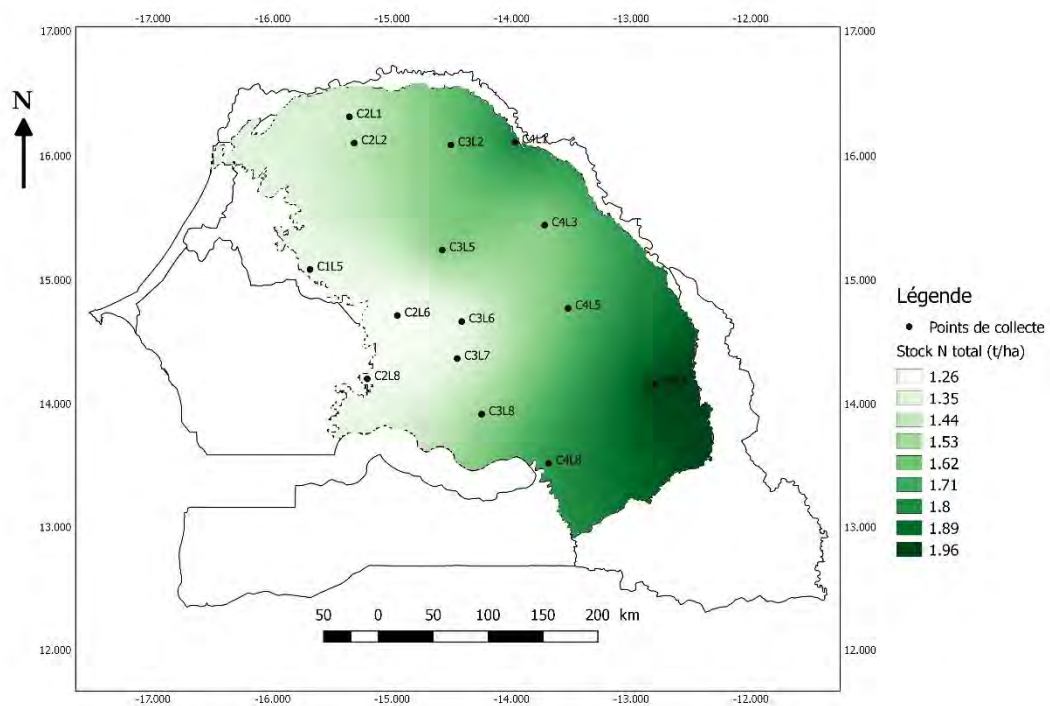 -17.000 -16.000 -15.000 -14.000 -13.000 -12.000
17.000 17.000
N
C2L1
C2L2 C3L2
16.000 16.000
C4L3
C3L5
C1L5
15.000 15.000
C2L6 C3L6 C4L5
C3L7
C2L8
14.000 14.000
C3L8
C4L8
13.000 13.000
50 0 50 100 150 200 km
12.000 12.000
-17.000 -16.000 -15.000 -14.000 -13.000 -12.000
Légende
Points de collecte
Stock N total (t/ha)
1.26
1.35
1.44
1.53
1.62
1.71
1.8
1.89
1.96